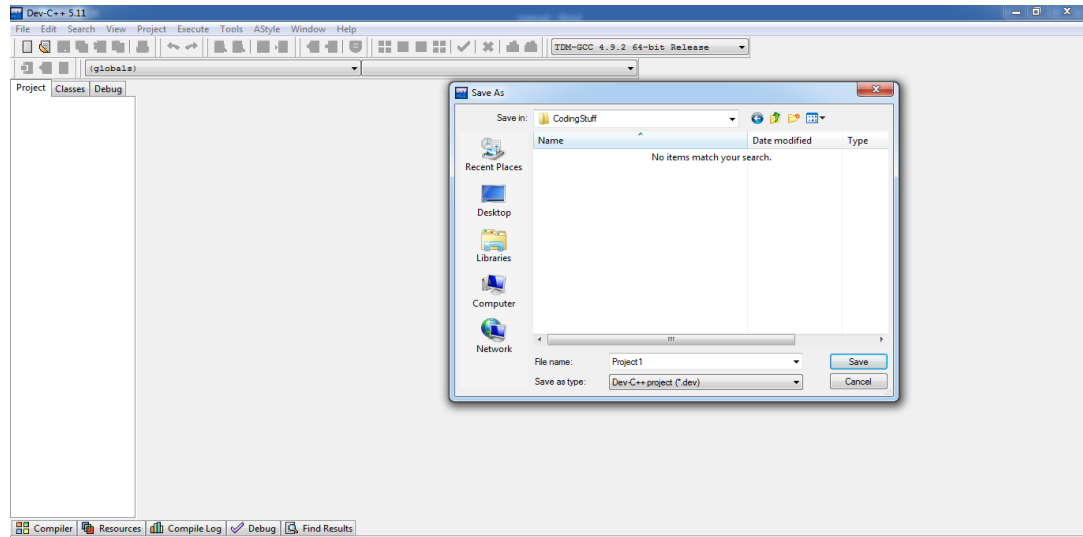 Dev-C++ 5.11
File Edit Search View Project Execute Tools AStyle Window Help
TDM-GCC 4.9.2 64-bit Release
(globals)
Project Classes Debug
Save As
Save in: CodingStuff
Name Date modified Type
No items match your search.
Recent Places
Desktop
Libraries
Computer
Network
File name: Project1 Save
Save as type: Dev-C++ project (*.dev) Cancel
Compiler Resources Compile Log Debug Find Results